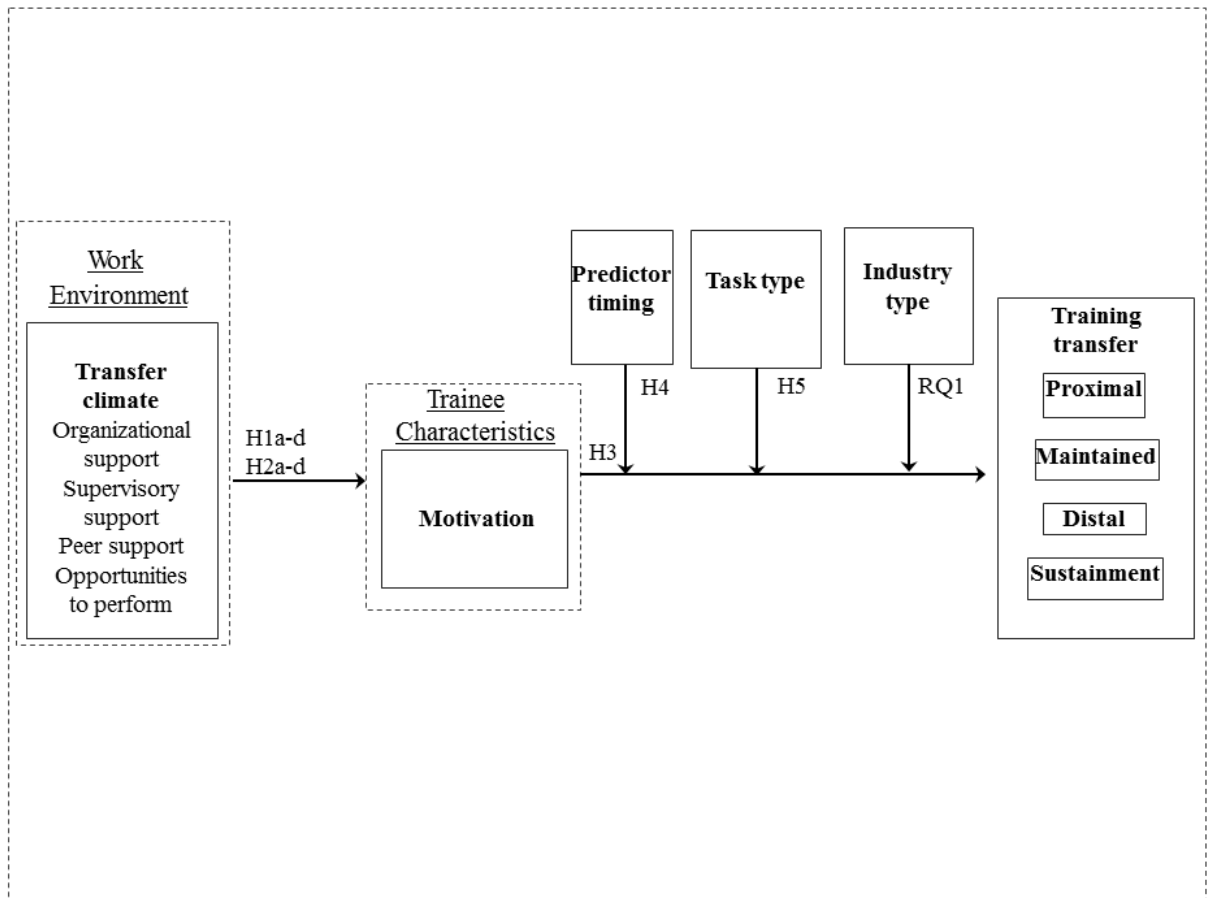 Work
Environment
Transfer
climate
Organizational
support
Supervisory
support
Peer support
Opportunities
to perform
H1a-d
H2a-d
Trainee
Characteristics
Motivation
H3
Predictor
timing
H4
Task type
H5
Industry
type
RQ1
Training
transfer
Proximal
Maintained
Distal
Sustainment